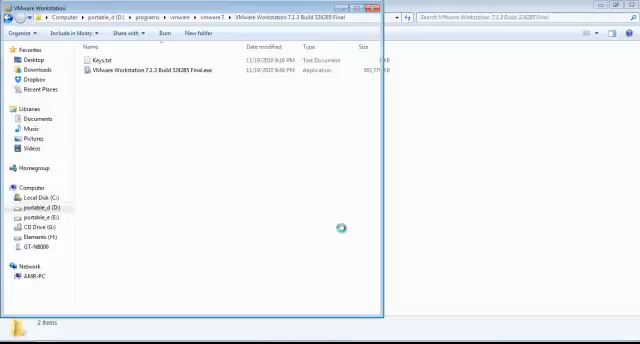 VMware Workstation
Computer portable_d (D:) programs vmware vmware 7 VMware Workstation 7.1.3 Build 324285 Final
Search VMware Workstation 7.1.3 Build 324285 Final
Organize Include in library Share with Burn New folder
Name Date modified Type Size
Favorites
Desktop
Downloads
Dropbox
Recent Places
Keys.txt 11/19/2010 9:16 PM Text Document
VMware Workstation 7.1.3 Build 324285 Final.exe 11/19/2010 9:48 PM Application
Libraries
Documents
Music
Pictures
Videos
Homegroup
Computer
Local Disk (C:)
portable_d (D:)
portable_e (E:)
CD Drive (G:)
Elements (H:)
GT-N8000
Network
AMR-PC
2 items